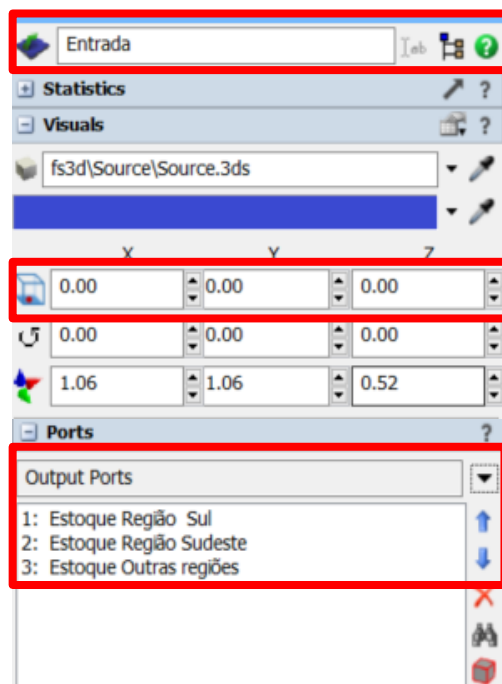 Entrada
Statistics ?
Visuals ?
fs3d\Source\Source.3ds
X Y Z
0.00 0.00 0.00
0.00 0.00 0.00
1.06 1.06 0.52
Ports ?
Output Ports
1: Estoque Região Sul
2: Estoque Região Sudeste
3: Estoque Outras regiões